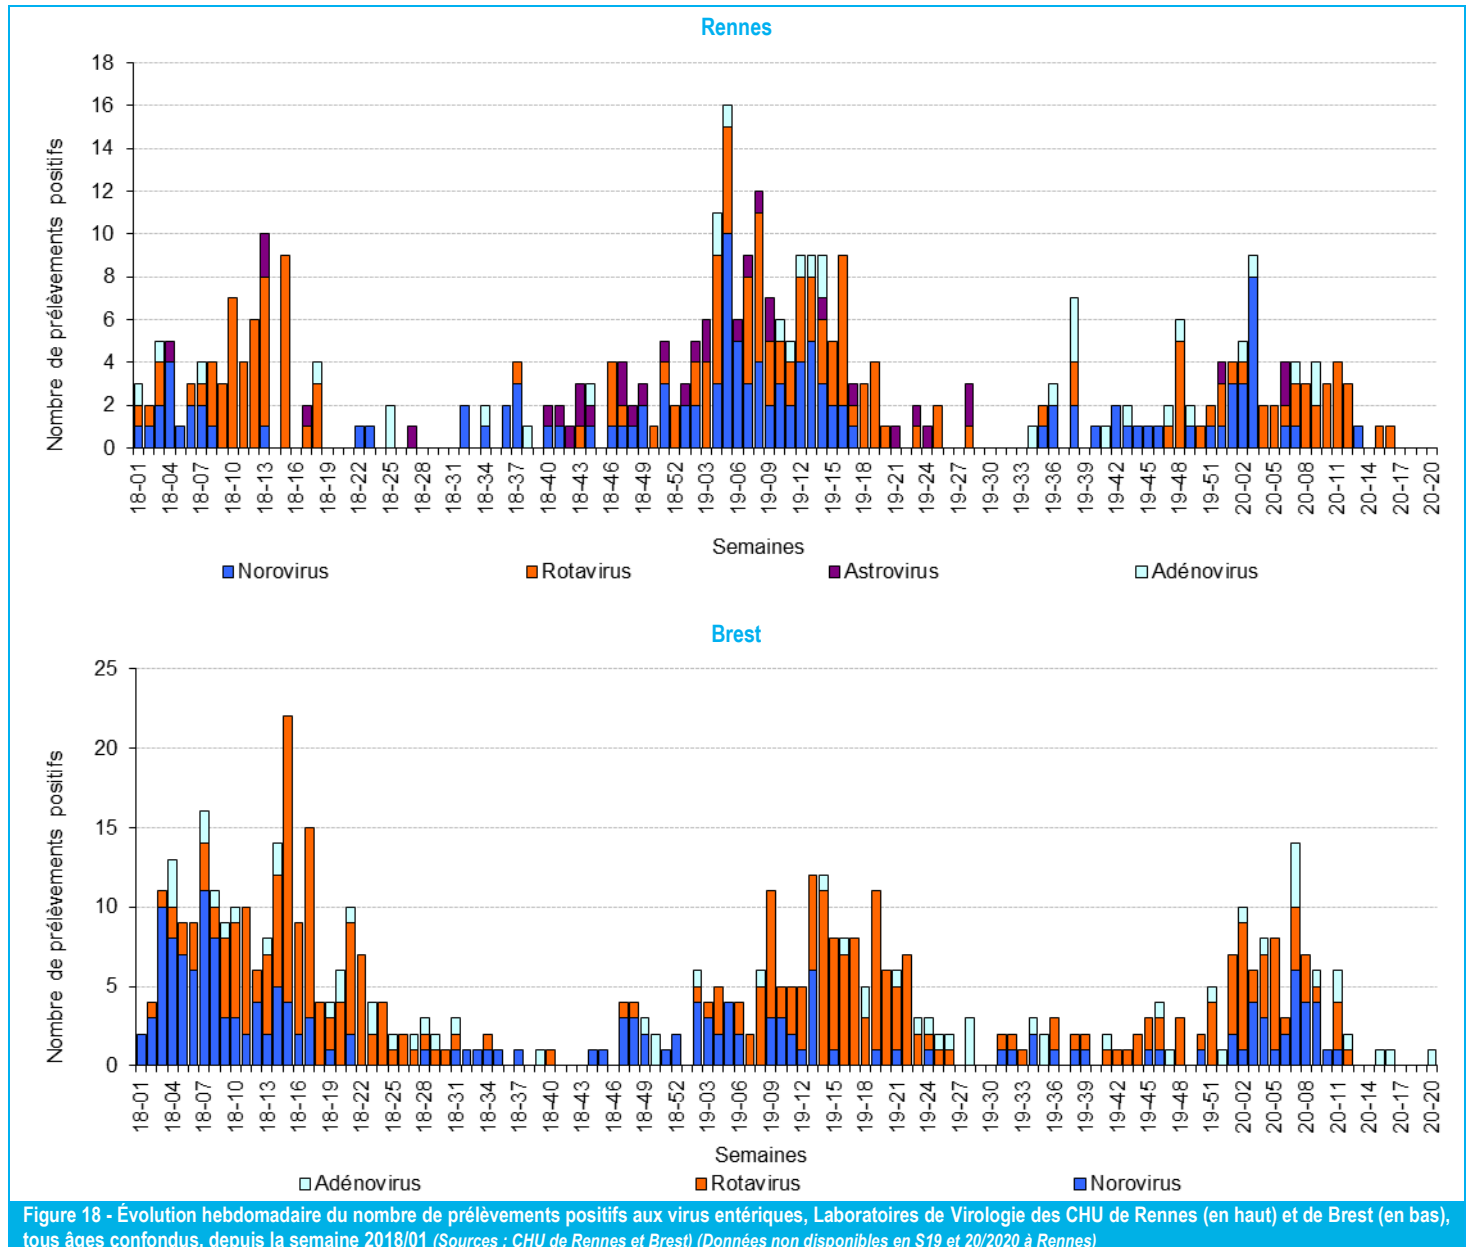 Rennes
Nombre de prélèvements positifs
18
16
14
12
10
8
6
4
2
0
18-01 18-04 18-07 18-10 18-13 18-16 18-19 18-22 18-25 18-28 18-31 18-34 18-37 18-40 18-43 18-46 18-49 18-52 19-03 19-06 19-09 19-12 19-15 19-18 19-21 19-24 19-27 19-30 19-33 19-36 19-39 19-42 19-45 19-48 19-51 20-02 20-05 20-08 20-11 20-14 20-17 20-20
Semaines
Norovirus Rotavirus Astrovirus Adénovirus
Brest
Nombre de prélèvements positifs
25
20
15
10
5
0
18-01 18-04 18-07 18-10 18-13 18-16 18-19 18-22 18-25 18-28 18-31 18-34 18-37 18-40 18-43 18-46 18-49 18-52 19-03 19-06 19-09 19-12 19-15 19-18 19-21 19-24 19-27 19-30 19-33 19-36 19-39 19-42 19-45 19-48 19-51 20-02 20-05 20-08 20-11 20-14 20-17 20-20
Semaines
Adénovirus Rotavirus Norovirus
Figure 18 - Évolution hebdomadaire du nombre de prélèvements positifs aux virus entériques, Laboratoires de Virologie des CHU de Rennes (en haut) et de Brest (en bas),
tous âges confondus, depuis la semaine 2018/01 (Sources : CHU de Rennes et Brest) (Données non disponibles en S19 et 20/2020 à Rennes)